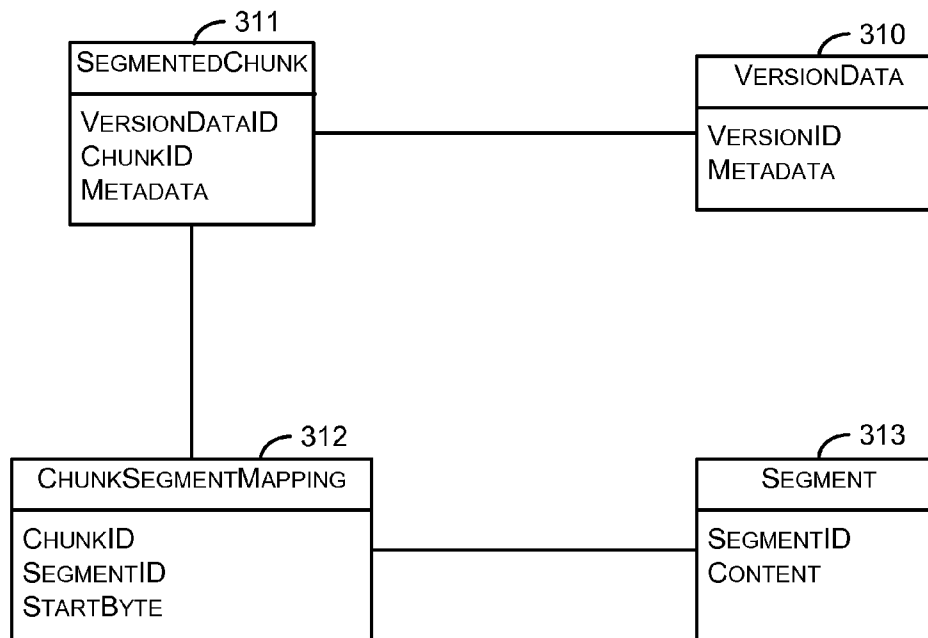 311
SEGMENTEDCHUNK
VERSIONDATAID
CHUNKID
METADATA
310
VERSIONDATA
VERSIONID
METADATA
312
CHUNKSEGMENTMAPPING
CHUNKID
SEGMENTID
STARTBYTE
313
SEGMENT
SEGMENTID
CONTENT